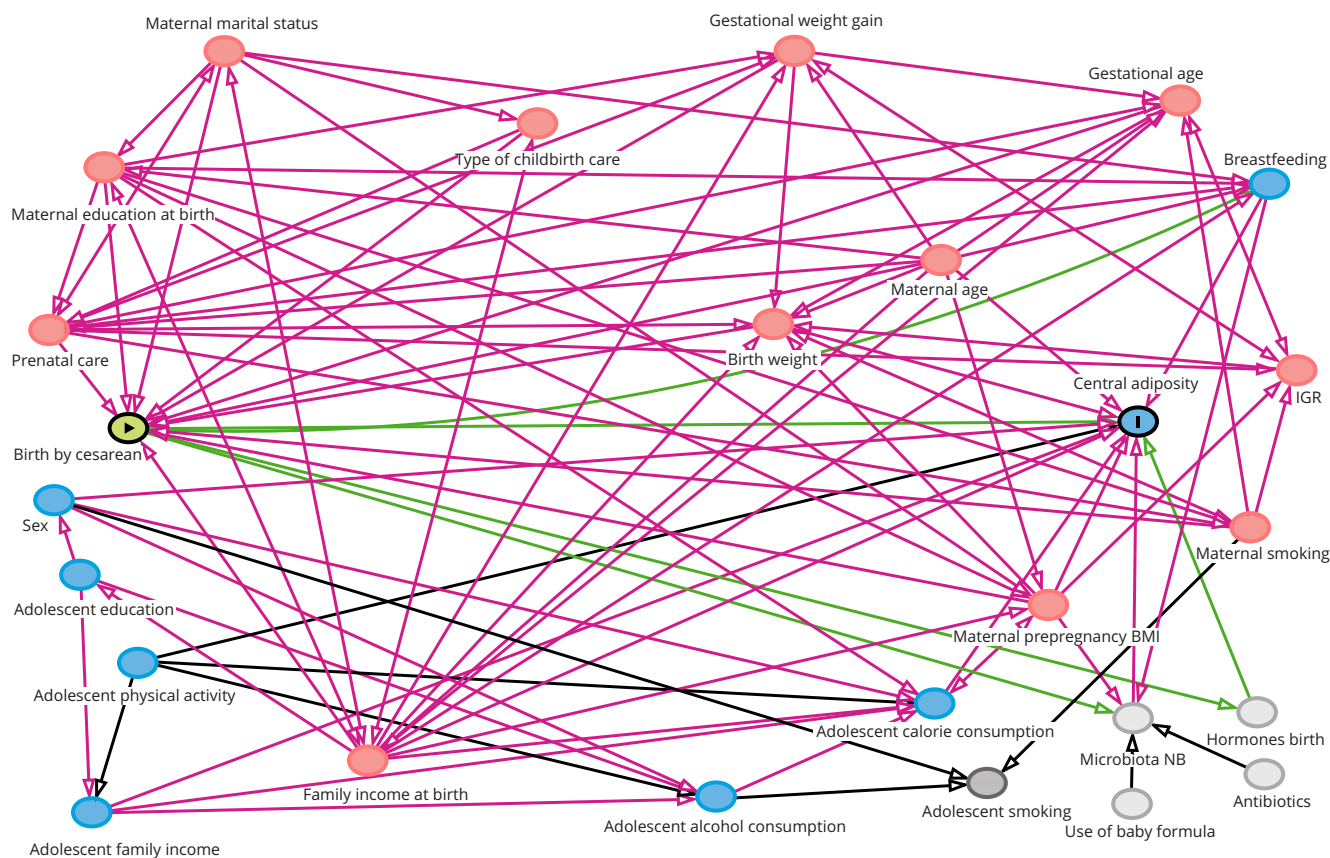 Maternal marital status
Gestational weight gain
Gestational age
Type of childbirth care
Breastfeeding
Maternal education at birth
Maternal age
Prenatal care
Birth weight
Central adiposity
IGR
Birth by cesarean
Sex
Maternal smoking
Adolescent education
Maternal prepregnancy BMI
Adolescent physical activity
Adolescent calorie consumption
Hormones birth
Microbiota NB
Family income at birth
Antibiotics
Adolescent smoking
Adolescent alcohol consumption
Use of baby formula
Adolescent family income